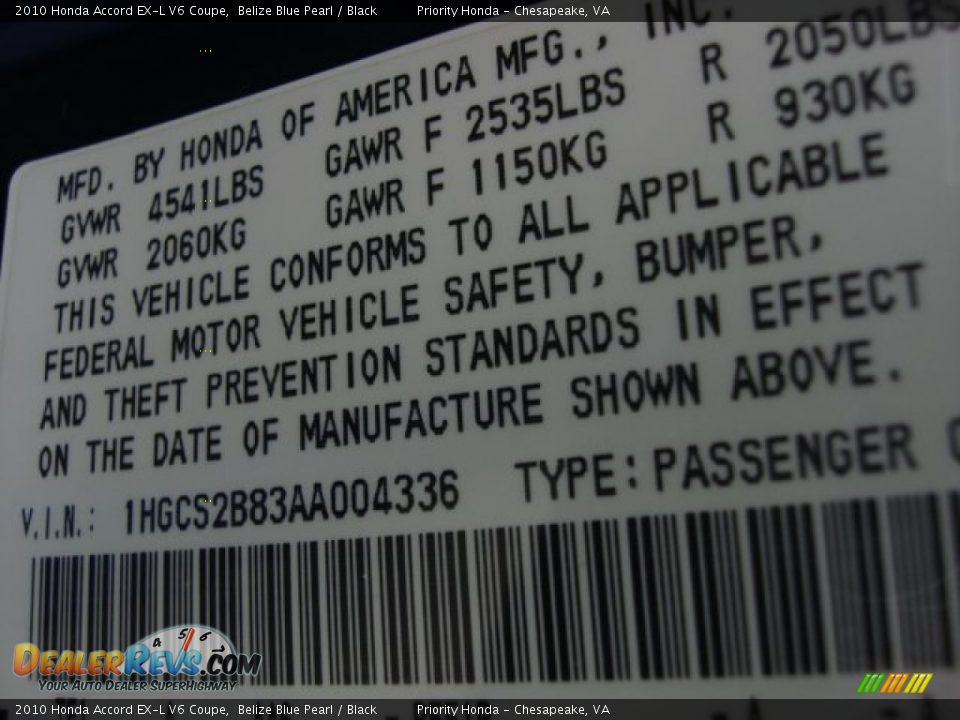 2010 Honda Accord EX-L V6 Coupe, Belize Blue Pearl / Black Priority Honda - Chesapeake, VA
MFD. BY HONDA OF AMERICA MFG., INC.
GVWR 4541LBS GAWR F 2535LBS R 2050LBS
GVWR 2060KG GAWR F 1150KG R 930KG
THIS VEHICLE CONFORMS TO ALL APPLICABLE
FEDERAL MOTOR VEHICLE SAFETY, BUMPER,
AND THEFT PREVENTION STANDARDS IN EFFECT
ON THE DATE OF MANUFACTURE SHOWN ABOVE.
V.I.N.: 1HGCS2B83AA004336 TYPE: PASSENGER
4 5 6
DEALERREVS.COM
YOUR AUTO DEALER SUPERHIGHWAY
2010 Honda Accord EX-L V6 Coupe, Belize Blue Pearl / Black Priority Honda - Chesapeake, VA